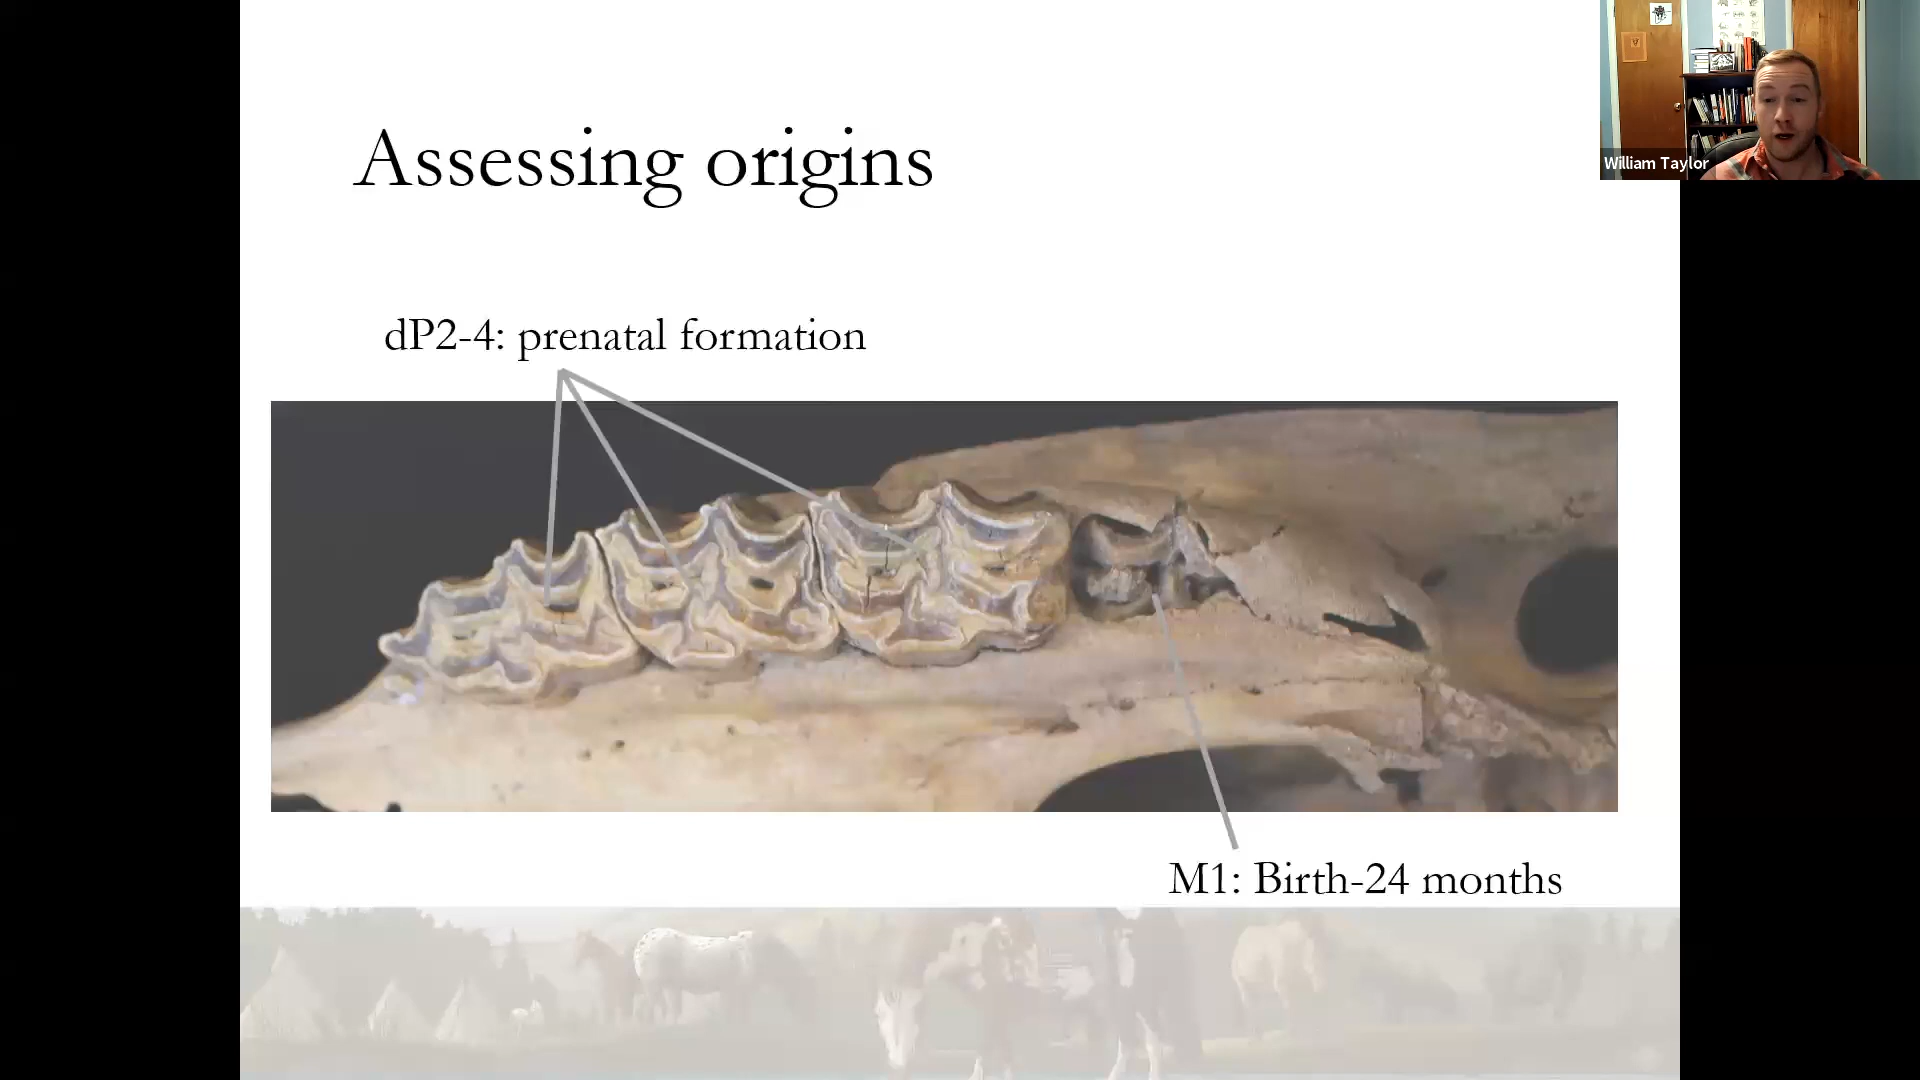 William Taylor
Assessing origins
dP2-4: prenatal formation
M1: Birth-24 months